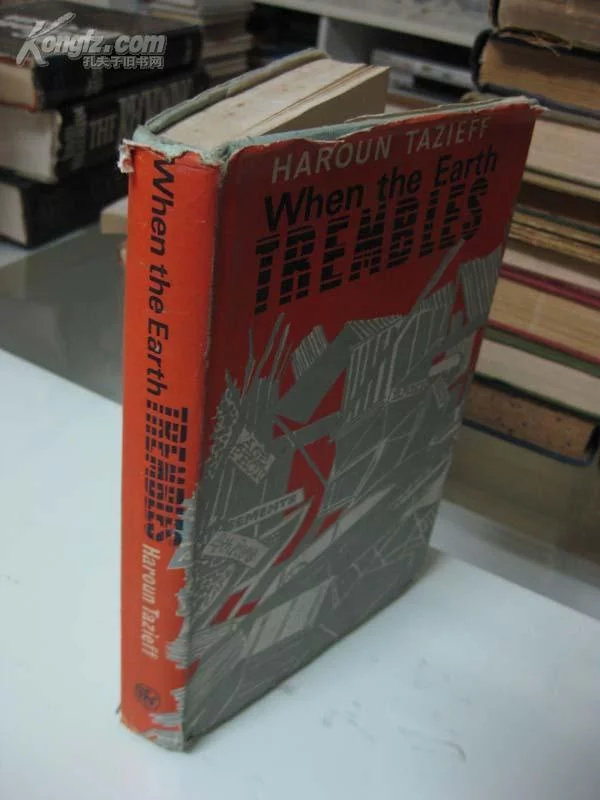 Kongfz.com
孔夫子旧书网
THE
HAROUN TAZIEFF
When the Earth
TREMBLES
When the Earth
TREMBLES
Haroun Tazieff